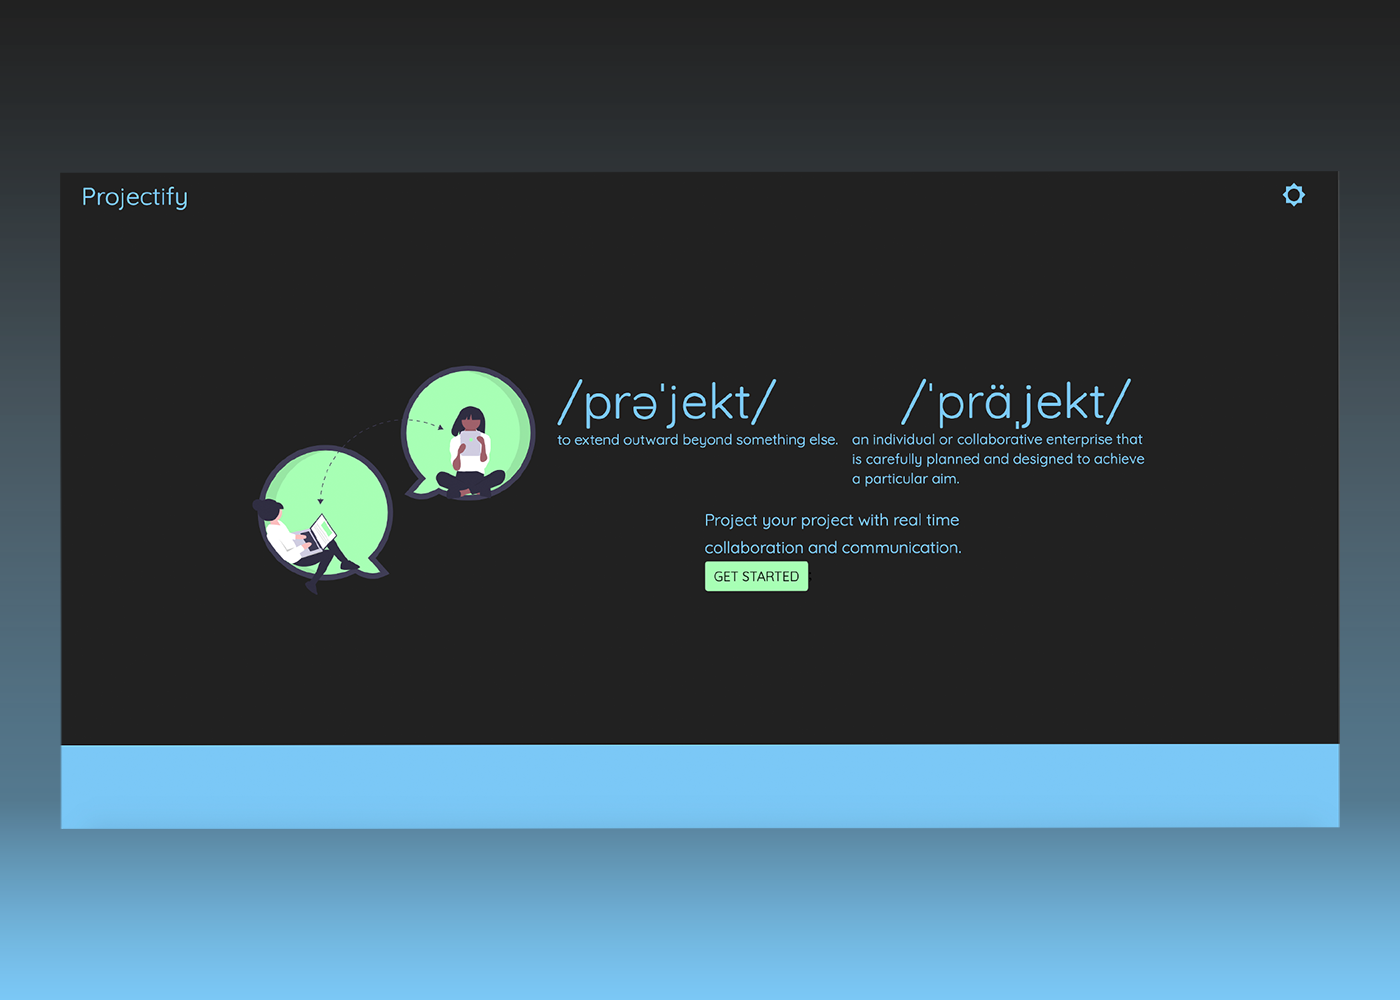 Projectify
/prəˈjekt/
to extend outward beyond something else.
/ˈpräˌjekt/
an individual or collaborative enterprise that
is carefully planned and designed to achieve
a particular aim.
Project your project with real time
collaboration and communication.
GET STARTED